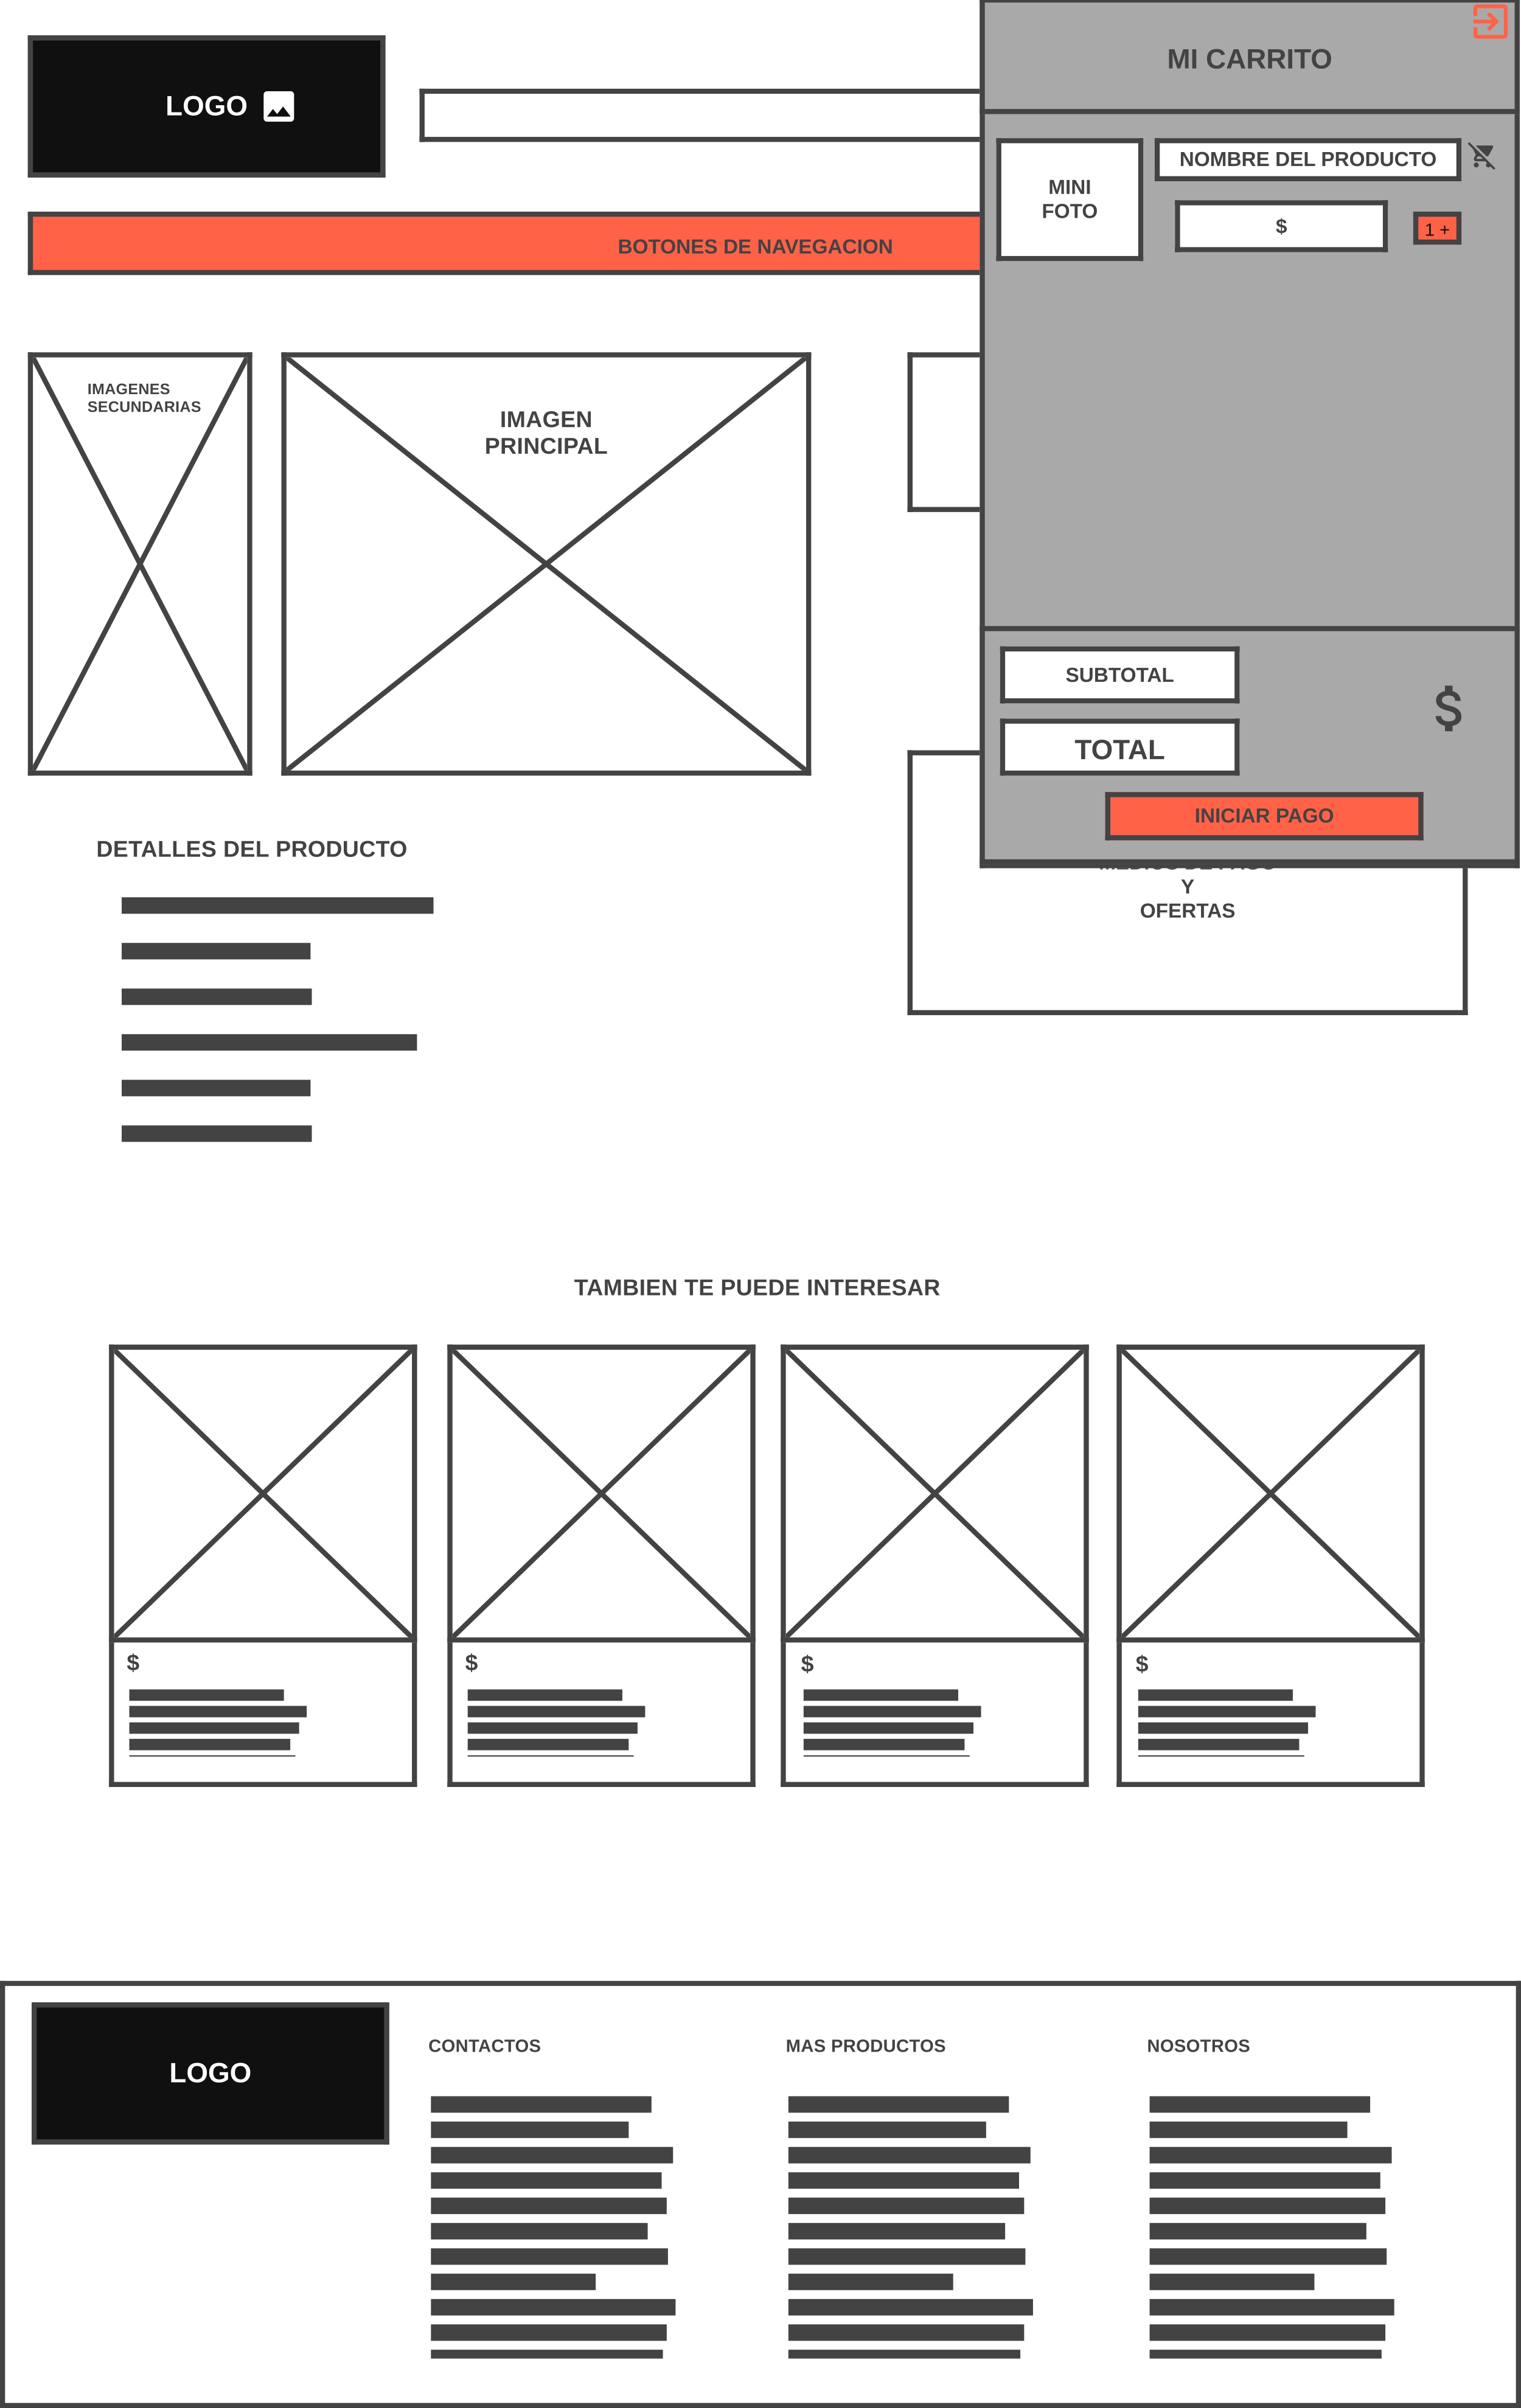 LOGO
MI CARRITO
NOMBRE DEL PRODUCTO
MINI
FOTO
$
1 +
BOTONES DE NAVEGACION
IMAGENES
SECUNDARIAS
IMAGEN
PRINCIPAL
SUBTOTAL
$
TOTAL
INICIAR PAGO
Y
OFERTAS
DETALLES DEL PRODUCTO
TAMBIEN TE PUEDE INTERESAR
$
$
$
$
LOGO
CONTACTOS
MAS PRODUCTOS
NOSOTROS